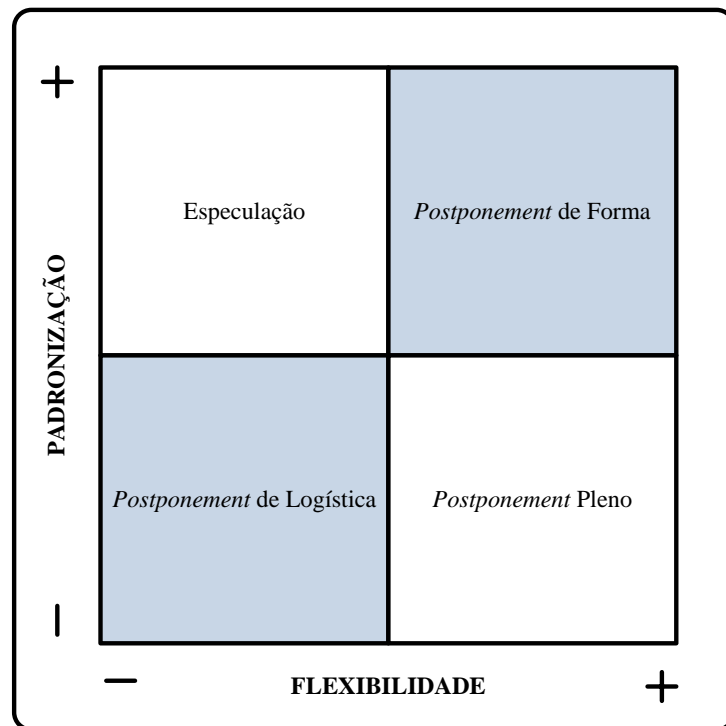 +
Especulação
Postponement de Forma
PADRONIZAÇÃO
Postponement de Logística
Postponement Pleno
–
–
FLEXIBILIDADE
+